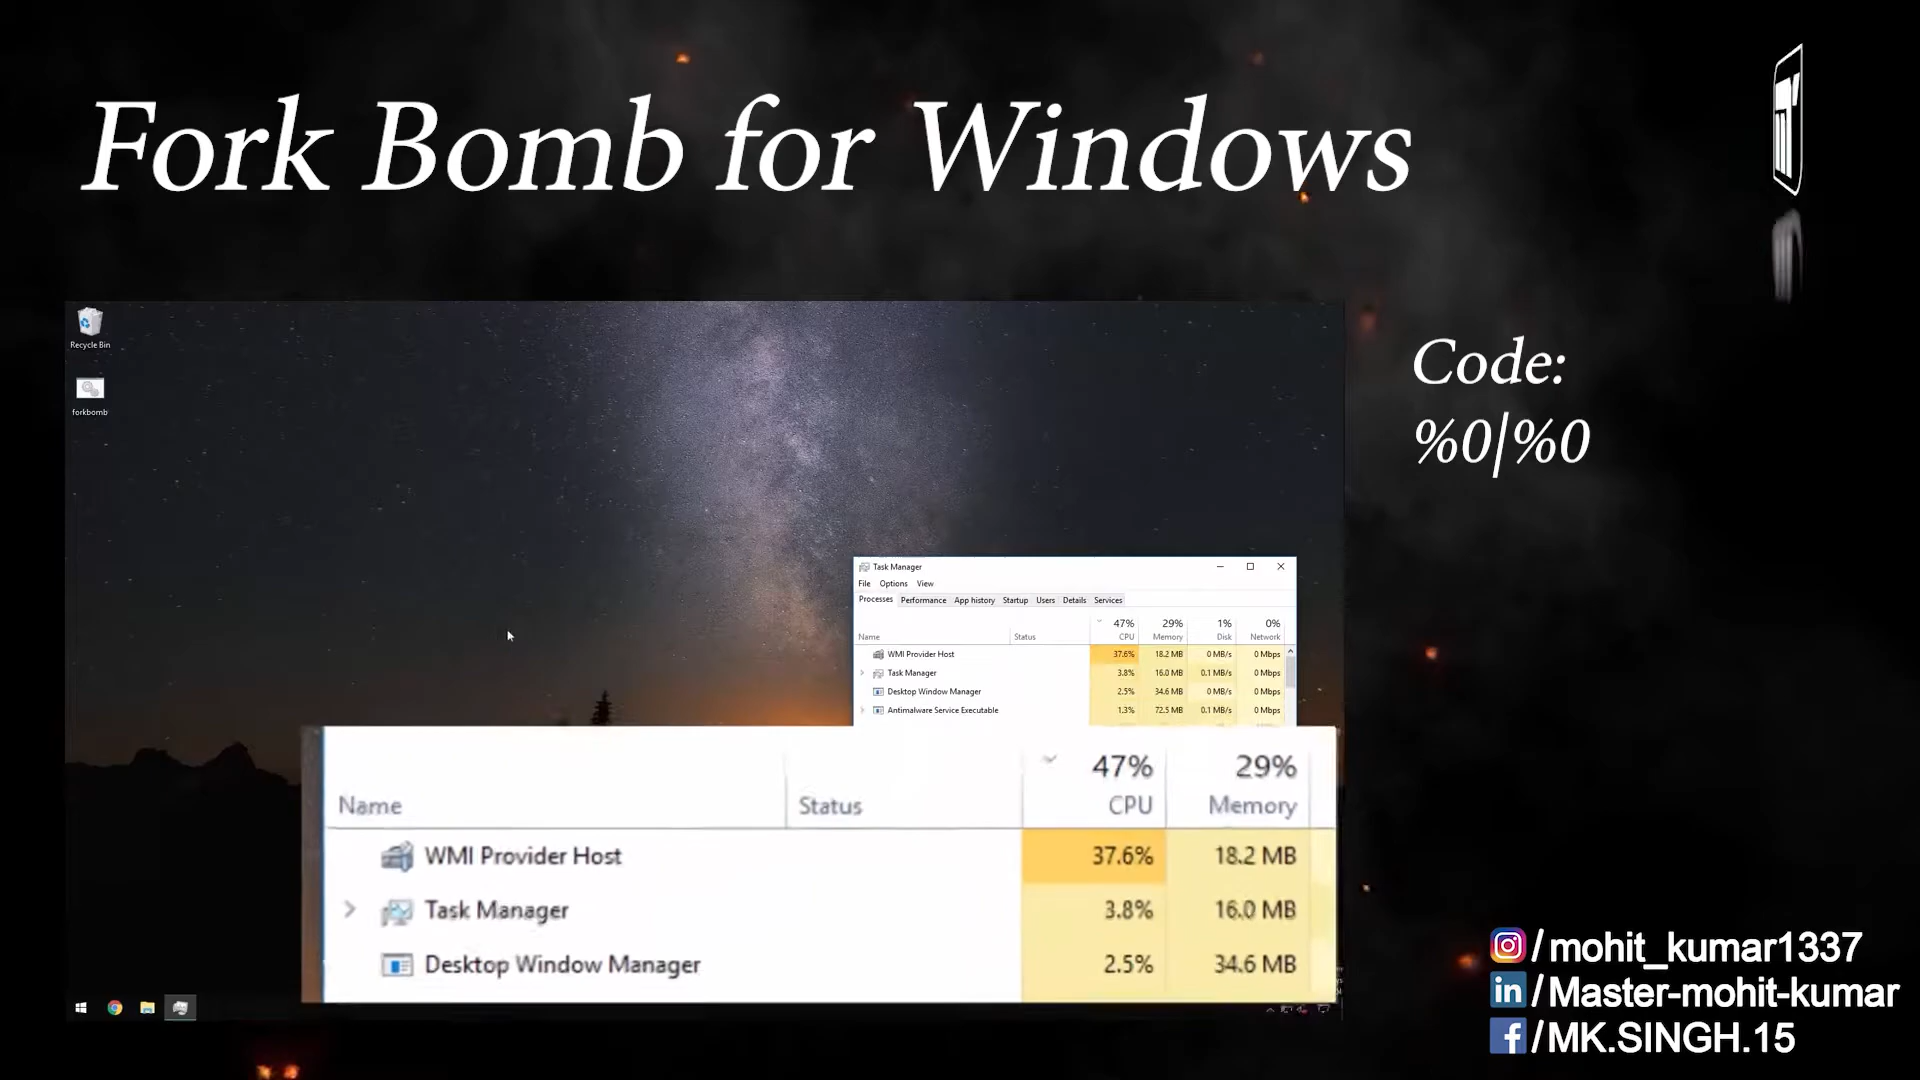 Fork Bomb for Windows
Recycle Bin
forkbomb
Code:
%0|%0
Task Manager
File Options View
Processes Performance App history Startup Users Details Services
47% 29% 1% 0%
Name Status CPU Memory Disk Network
WMI Provider Host 37.6% 18.2 MB 0 MB/s 0 Mbps
Task Manager 3.8% 16.0 MB 0.1 MB/s 0 Mbps
Desktop Window Manager 2.5% 34.6 MB 0 MB/s 0 Mbps
Antimalware Service Executable 1.3% 72.5 MB 0.1 MB/s 0 Mbps
47% 29%
Name Status CPU Memory
WMI Provider Host 37.6% 18.2 MB
Task Manager 3.8% 16.0 MB
Desktop Window Manager 2.5% 34.6 MB
/mohit_kumar1337
/Master-mohit-kumar
/MK.SINGH.15